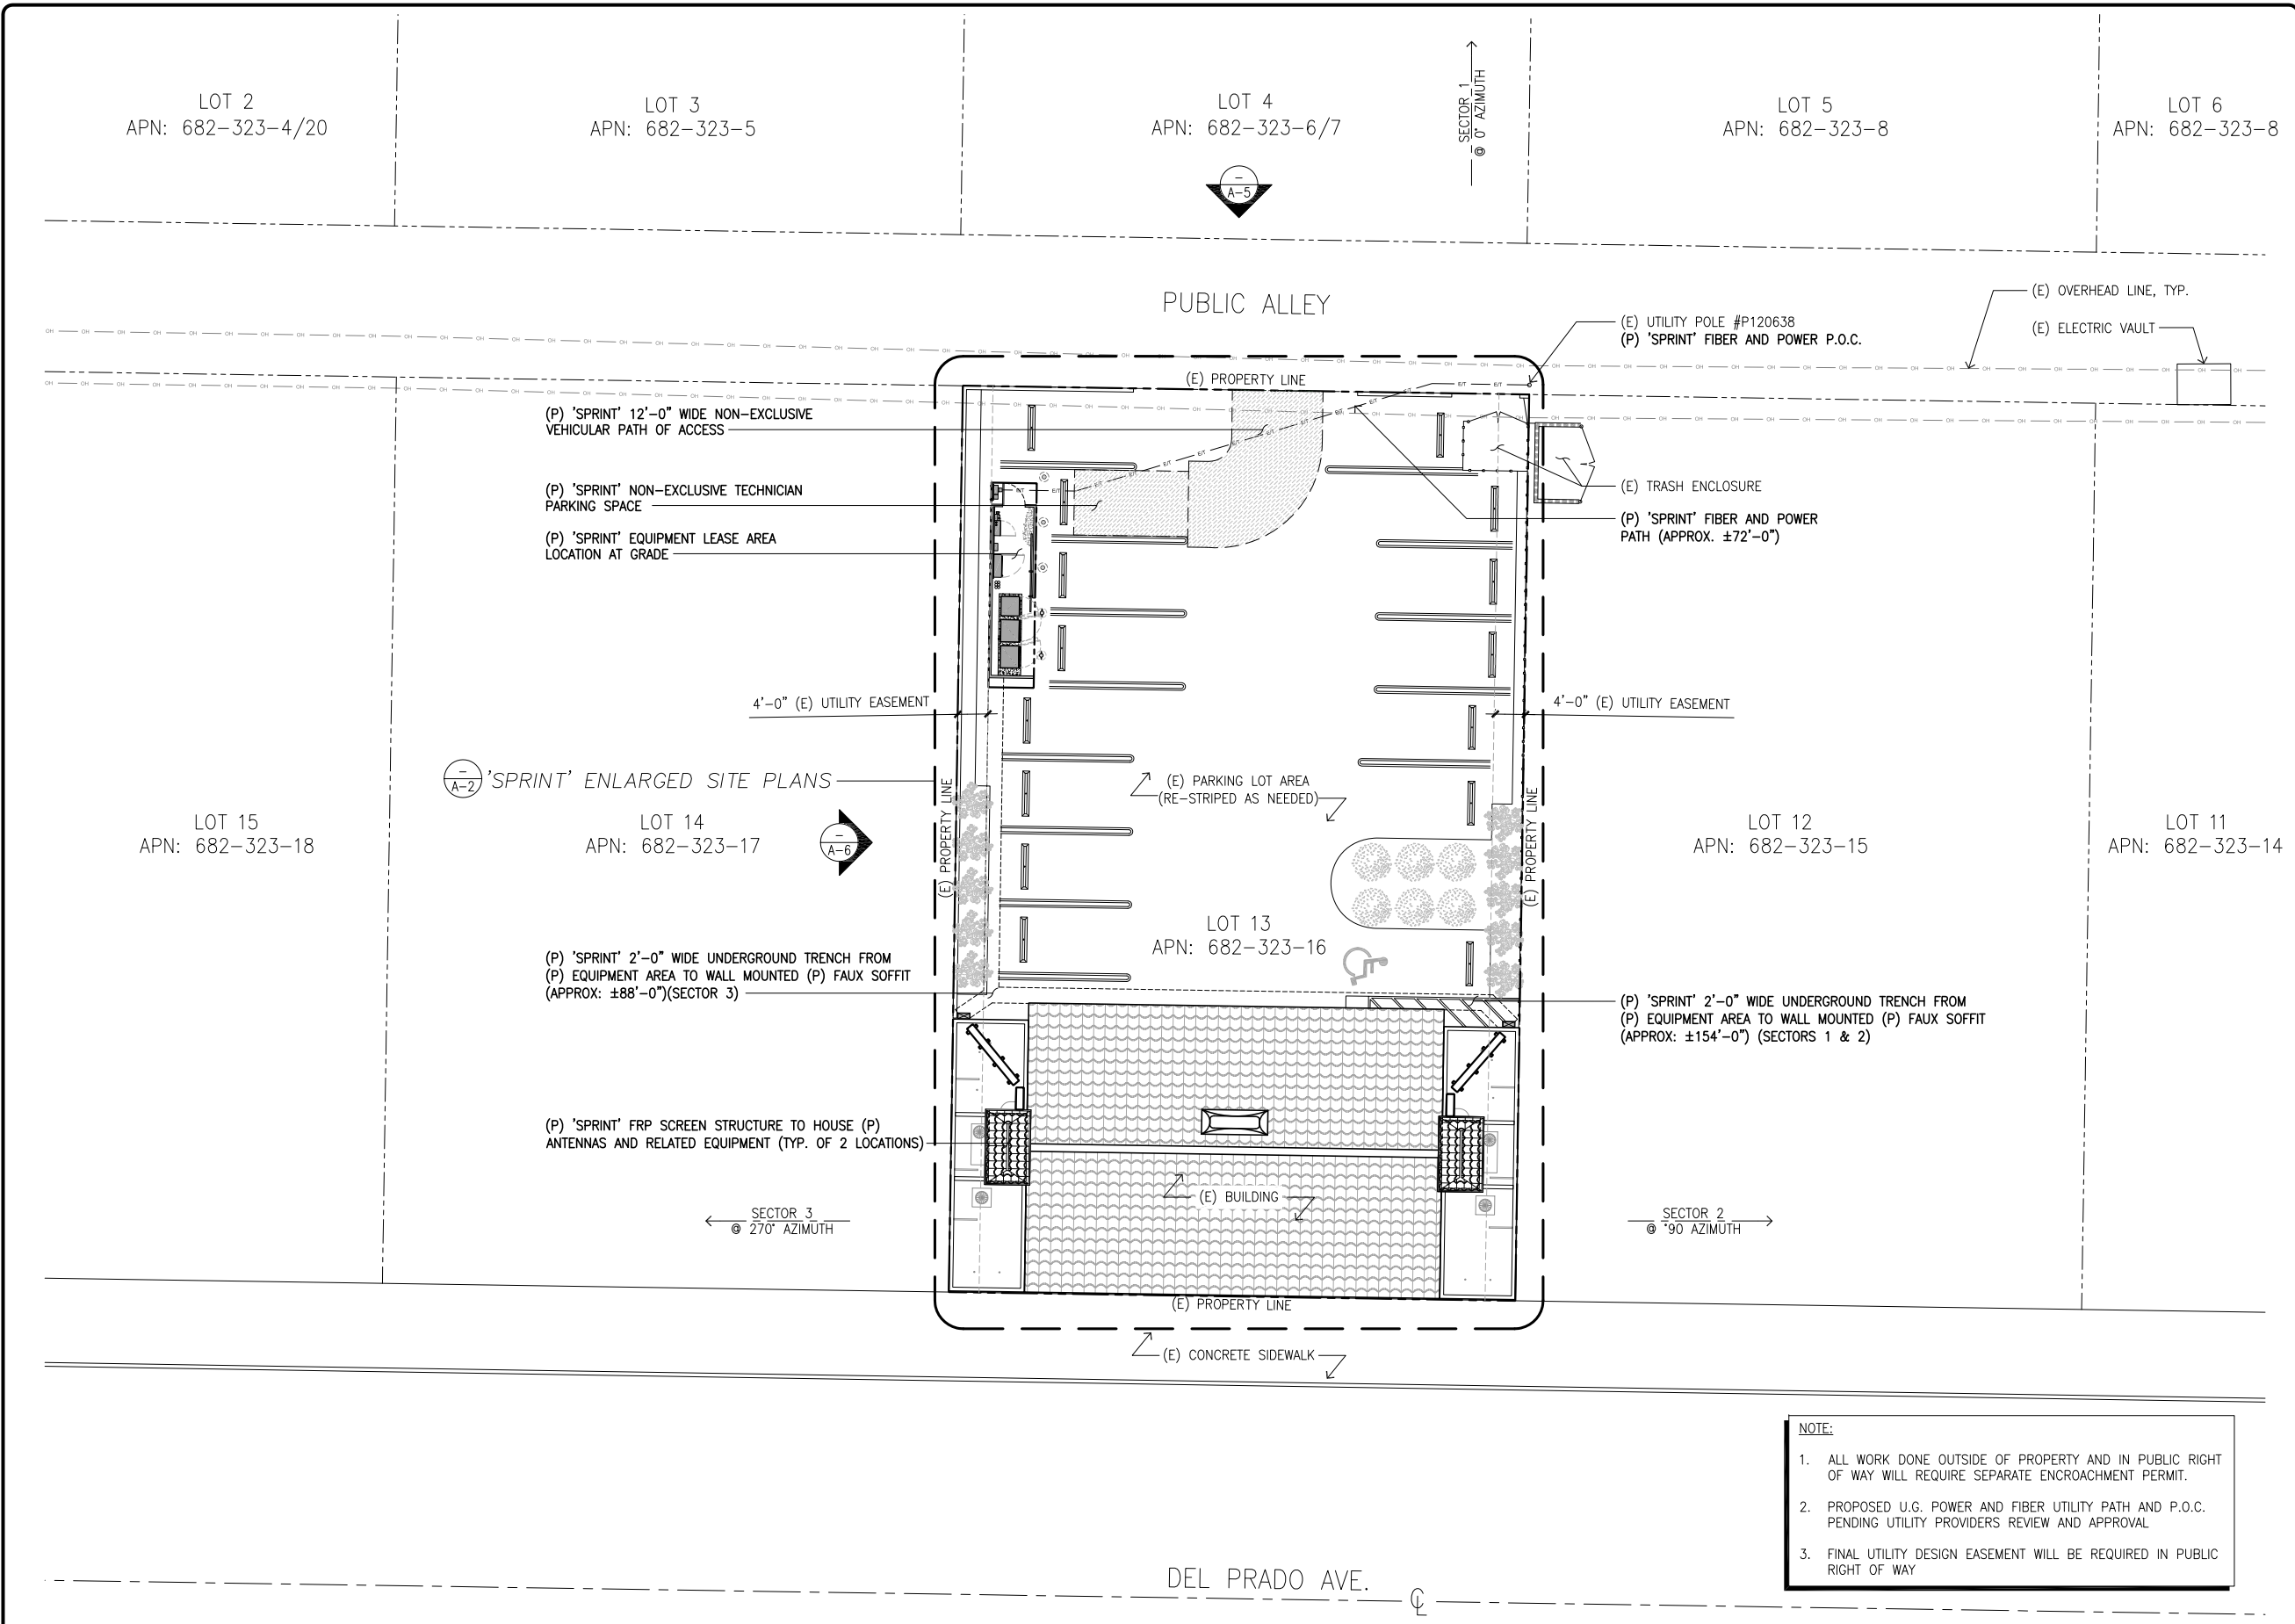 LOT 2
APN: 682-323-4/20
LOT 3
APN: 682-323-5
LOT 4
APN: 682-323-6/7
SECTOR 1
@ 0° AZIMUTH
LOT 5
APN: 682-323-8
LOT 6
APN: 682-323-8
–
A-5
PUBLIC ALLEY
(E) OVERHEAD LINE, TYP.
(E) ELECTRIC VAULT
(E) UTILITY POLE #P120638
(P) 'SPRINT' FIBER AND POWER P.O.C.
(E) PROPERTY LINE
(P) 'SPRINT' 12'-0" WIDE NON-EXCLUSIVE
VEHICULAR PATH OF ACCESS
(P) 'SPRINT' NON-EXCLUSIVE TECHNICIAN
PARKING SPACE
(P) 'SPRINT' EQUIPMENT LEASE AREA
LOCATION AT GRADE
(E) TRASH ENCLOSURE
(P) 'SPRINT' FIBER AND POWER
PATH (APPROX. ±72'-0")
4'-0" (E) UTILITY EASEMENT
4'-0" (E) UTILITY EASEMENT
–
A-2
'SPRINT' ENLARGED SITE PLANS
(E) PROPERTY LINE
(E) PARKING LOT AREA
(RE-STRIPED AS NEEDED)
(E) PROPERTY LINE
LOT 15
APN: 682-323-18
LOT 14
APN: 682-323-17
–
A-6
LOT 12
APN: 682-323-15
LOT 11
APN: 682-323-14
LOT 13
APN: 682-323-16
(P) 'SPRINT' 2'-0" WIDE UNDERGROUND TRENCH FROM
(P) EQUIPMENT AREA TO WALL MOUNTED (P) FAUX SOFFIT
(APPROX: ±88'-0")(SECTOR 3)
(P) 'SPRINT' 2'-0" WIDE UNDERGROUND TRENCH FROM
(P) EQUIPMENT AREA TO WALL MOUNTED (P) FAUX SOFFIT
(APPROX: ±154'-0") (SECTORS 1 & 2)
(P) 'SPRINT' FRP SCREEN STRUCTURE TO HOUSE (P)
ANTENNAS AND RELATED EQUIPMENT (TYP. OF 2 LOCATIONS)
(E) BUILDING
SECTOR 3
@ 270° AZIMUTH
SECTOR 2
@ °90 AZIMUTH
(E) PROPERTY LINE
(E) CONCRETE SIDEWALK
NOTE:
1. ALL WORK DONE OUTSIDE OF PROPERTY AND IN PUBLIC RIGHT
OF WAY WILL REQUIRE SEPARATE ENCROACHMENT PERMIT.
2. PROPOSED U.G. POWER AND FIBER UTILITY PATH AND P.O.C.
PENDING UTILITY PROVIDERS REVIEW AND APPROVAL
3. FINAL UTILITY DESIGN EASEMENT WILL BE REQUIRED IN PUBLIC
RIGHT OF WAY
DEL PRADO AVE.